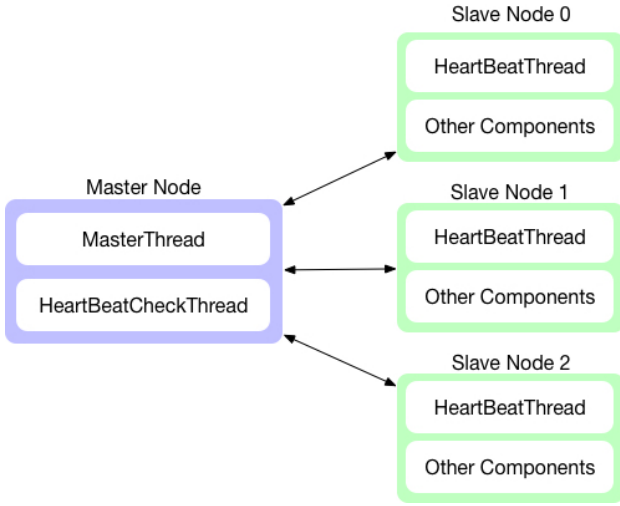 Slave Node 0
HeartBeatThread
Other Components
Master Node
MasterThread
HeartBeatCheckThread
Slave Node 1
HeartBeatThread
Other Components
Slave Node 2
HeartBeatThread
Other Components